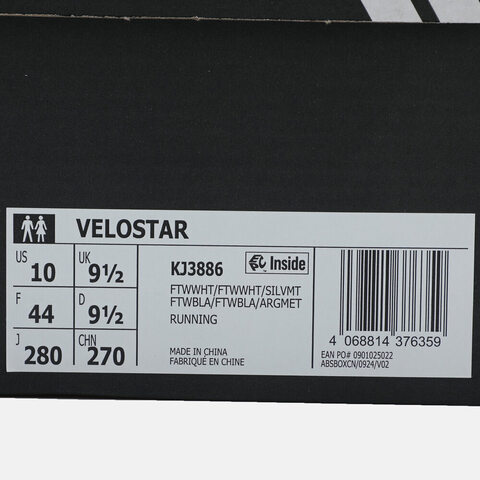 VELOSTAR
US 10 UK 9½
F 44 D 9½
J 280 CHN 270
KJ3886 Inside
FTWWHT/FTWWHT/SILVMT
FTWBLA/FTWBLA/ARGMET
RUNNING
MADE IN CHINA
FABRIQUÉ EN CHINE
4 068814 376359
EAN PO# 0901025022
ABSBOXCN/0924/V02